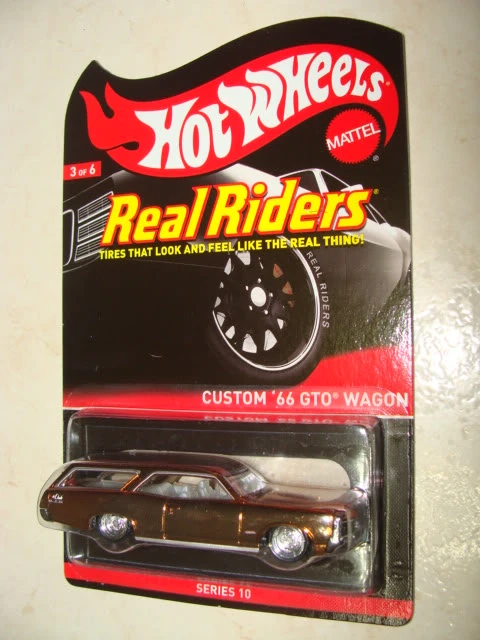 Hot Wheels®
MATTEL®
3 OF 6
Real Riders®
TIRES THAT LOOK AND FEEL LIKE THE REAL THING!
REAL RIDERS
CUSTOM '66 GTO® WAGON
SERIES 10